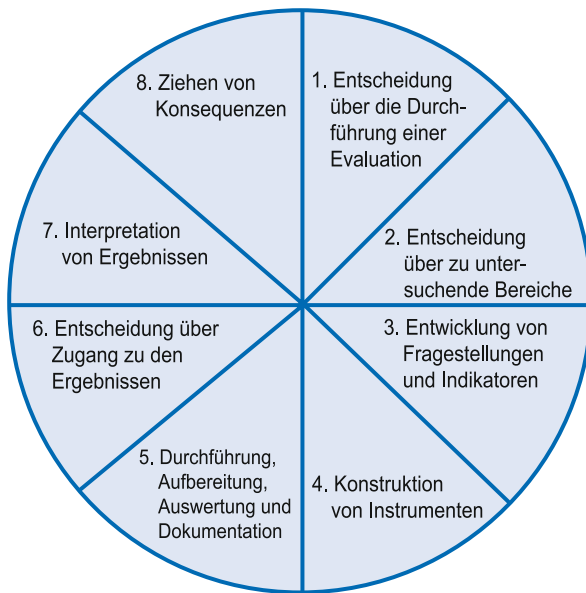 1. Entscheidung
über die Durch-
führung einer
Evaluation
2. Entscheidung
über zu unter-
suchende Bereiche
3. Entwicklung von
Fragestellungen
und Indikatoren
4. Konstruktion
von Instrumenten
5. Durchführung,
Aufbereitung,
Auswertung und
Dokumentation
6. Entscheidung über
Zugang zu den
Ergebnissen
7. Interpretation
von Ergebnissen
8. Ziehen von
Konsequenzen